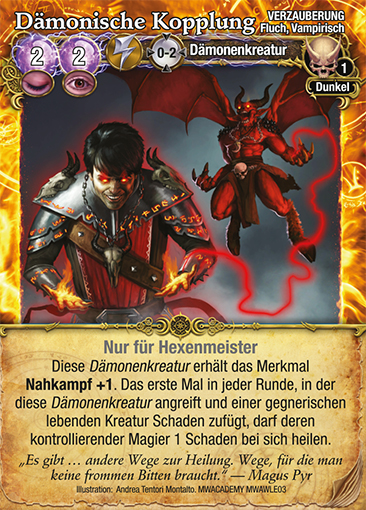 Dämonische Kopplung
VERZAUBERUNG
Fluch, Vampirisch
2
2
0-2
Dämonenkreatur
1
Dunkel
Nur für Hexenmeister
Diese Dämonenkreatur erhält das Merkmal
Nahkampf +1. Das erste Mal in jeder Runde, in der
diese Dämonenkreatur angreift und einer gegnerischen
lebenden Kreatur Schaden zufügt, darf deren
kontrollierender Magier 1 Schaden bei sich heilen.
„Es gibt … andere Wege zur Heilung. Wege, für die man
keine frommen Bitten braucht.“ — Magus Pyr
Illustration: Andrea Tentori Montalto. MWACADEMY MWAWLE03